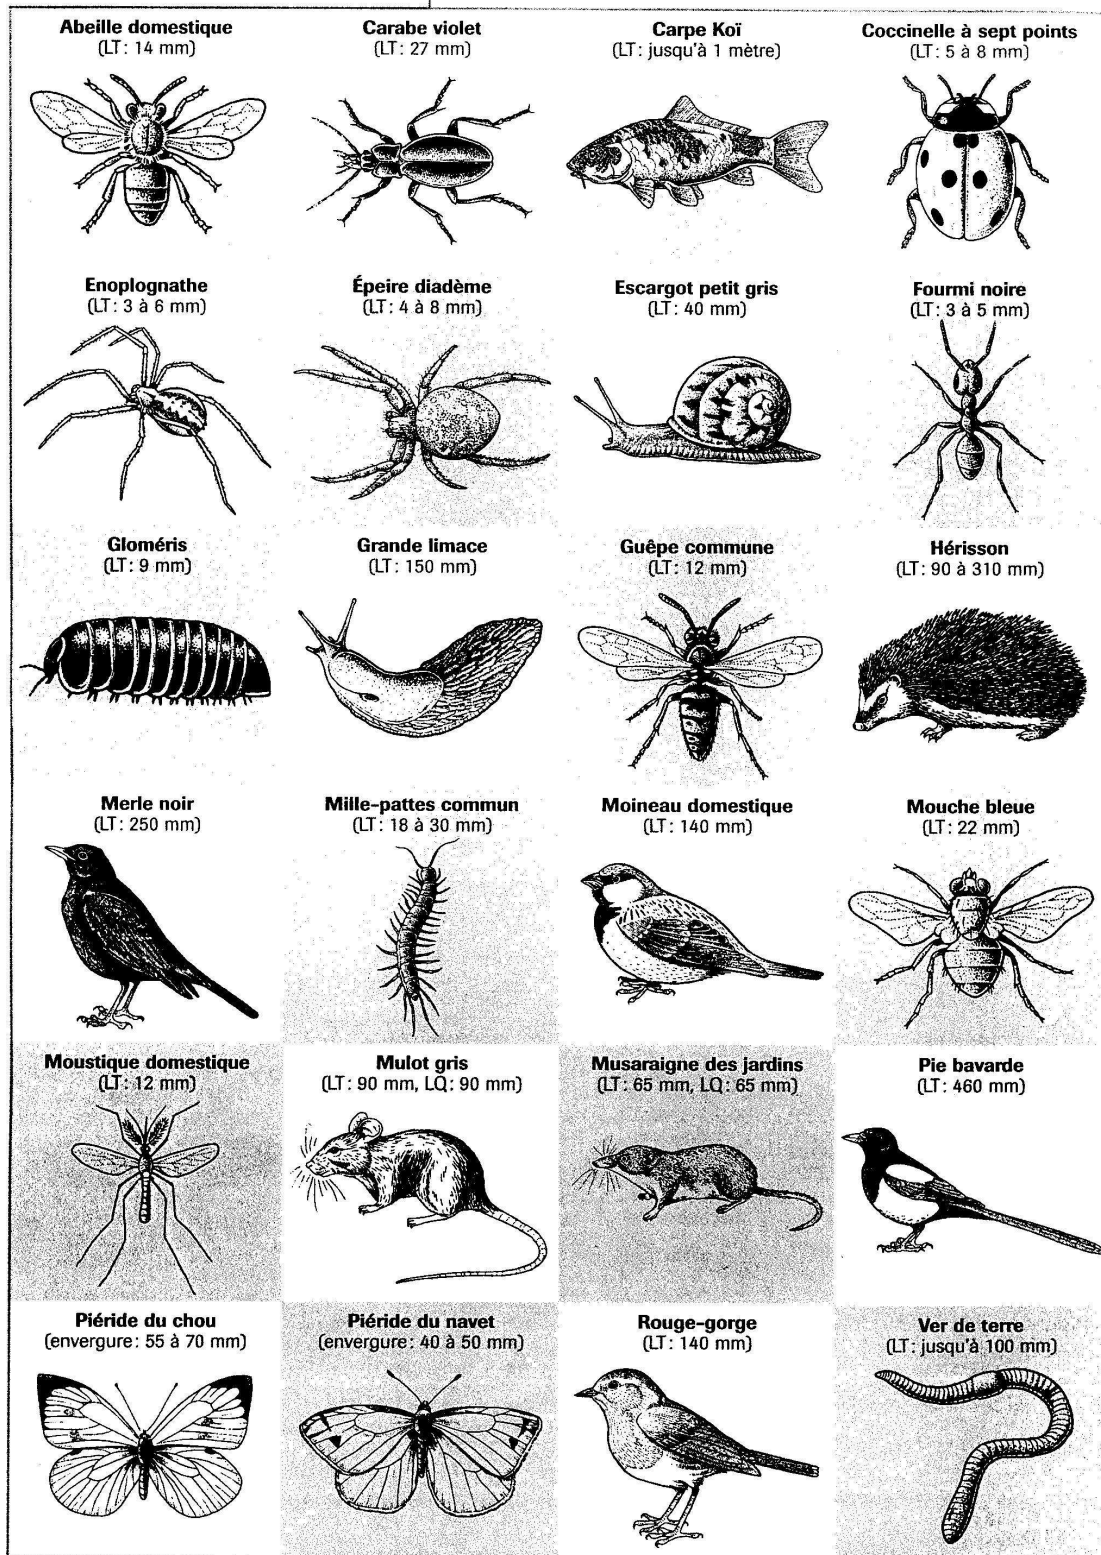 Abeille domestique
(LT: 14 mm)
Carabe violet
(LT: 27 mm)
Carpe Koï
(LT: jusqu'à 1 mètre)
Coccinelle à sept points
(LT: 5 à 8 mm)
Enoplognathe
(LT: 3 à 6 mm)
Épeire diadème
(LT: 4 à 8 mm)
Escargot petit gris
(LT: 40 mm)
Fourmi noire
(LT: 3 à 5 mm)
Gloméris
(LT: 9 mm)
Grande limace
(LT: 150 mm)
Guêpe commune
(LT: 12 mm)
Hérisson
(LT: 90 à 310 mm)
Merle noir
(LT: 250 mm)
Mille-pattes commun
(LT: 18 à 30 mm)
Moineau domestique
(LT: 140 mm)
Mouche bleue
(LT: 22 mm)
Moustique domestique
(LT: 12 mm)
Mulot gris
(LT: 90 mm, LQ: 90 mm)
Musaraigne des jardins
(LT: 65 mm, LQ: 65 mm)
Pie bavarde
(LT: 460 mm)
Piéride du chou
(envergure: 55 à 70 mm)
Piéride du navet
(envergure: 40 à 50 mm)
Rouge-gorge
(LT: 140 mm)
Ver de terre
(LT: jusqu'à 100 mm)